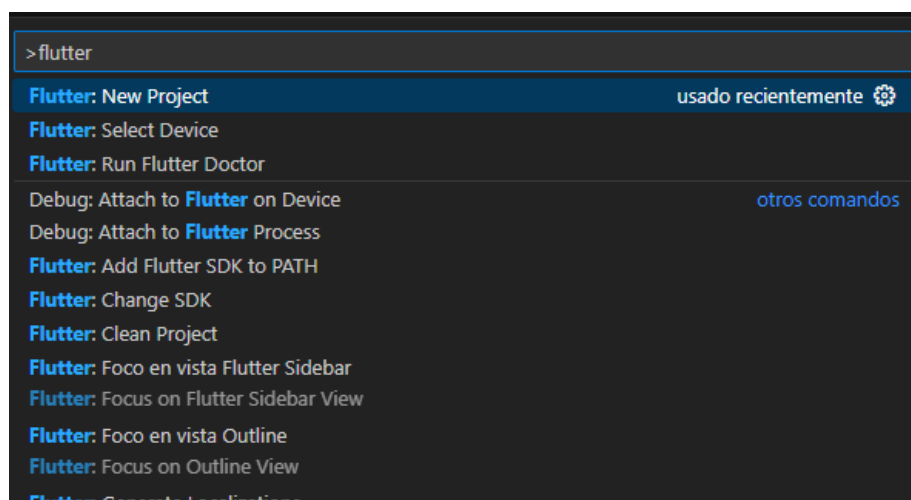 >flutter
Flutter: New Project usado recientemente
Flutter: Select Device
Flutter: Run Flutter Doctor
Debug: Attach to Flutter on Device otros comandos
Debug: Attach to Flutter Process
Flutter: Add Flutter SDK to PATH
Flutter: Change SDK
Flutter: Clean Project
Flutter: Foco en vista Flutter Sidebar
Flutter: Focus on Flutter Sidebar View
Flutter: Foco en vista Outline
Flutter: Focus on Outline View